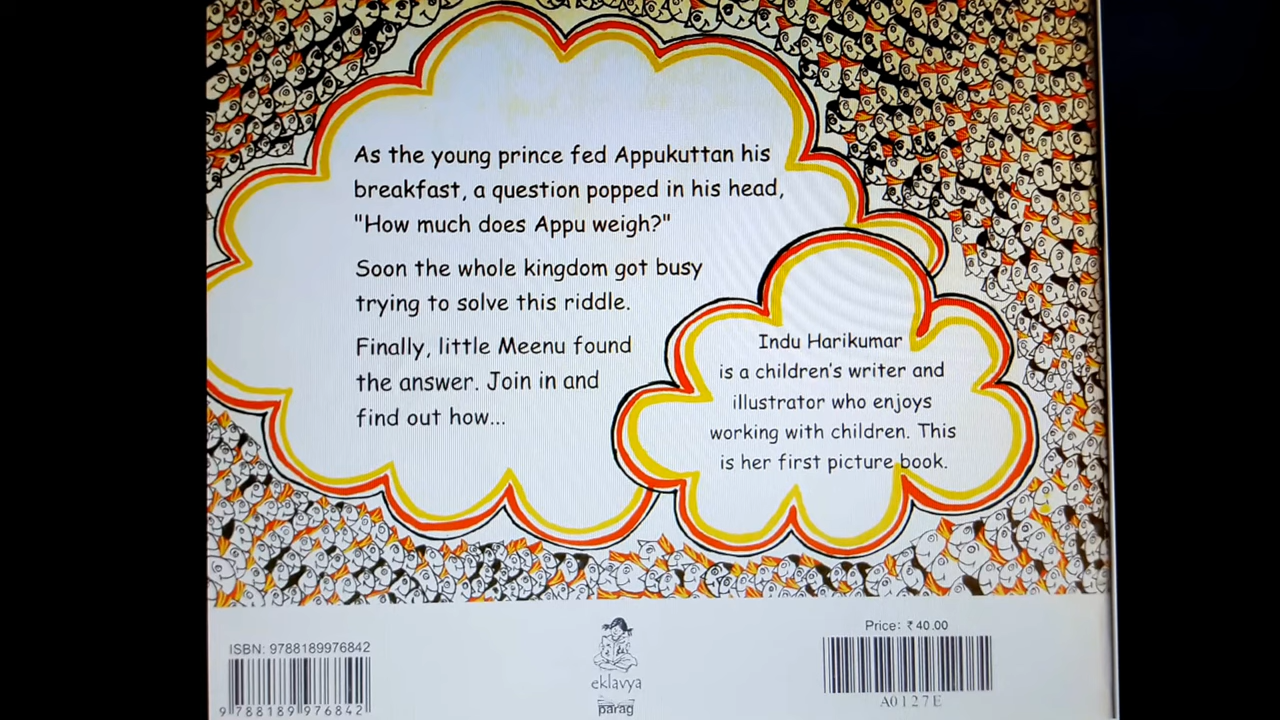 As the young prince fed Appukuttan his
breakfast, a question popped in his head,
"How much does Appu weigh?"
Soon the whole kingdom got busy
trying to solve this riddle.
Finally, little Meenu found
the answer. Join in and
find out how...
Indu Harikumar
is a children's writer and
illustrator who enjoys
working with children. This
is her first picture book.
ISBN: 9788189976842
9 788189 976842
eklavya
parag
Price: ₹ 40.00
A0127E